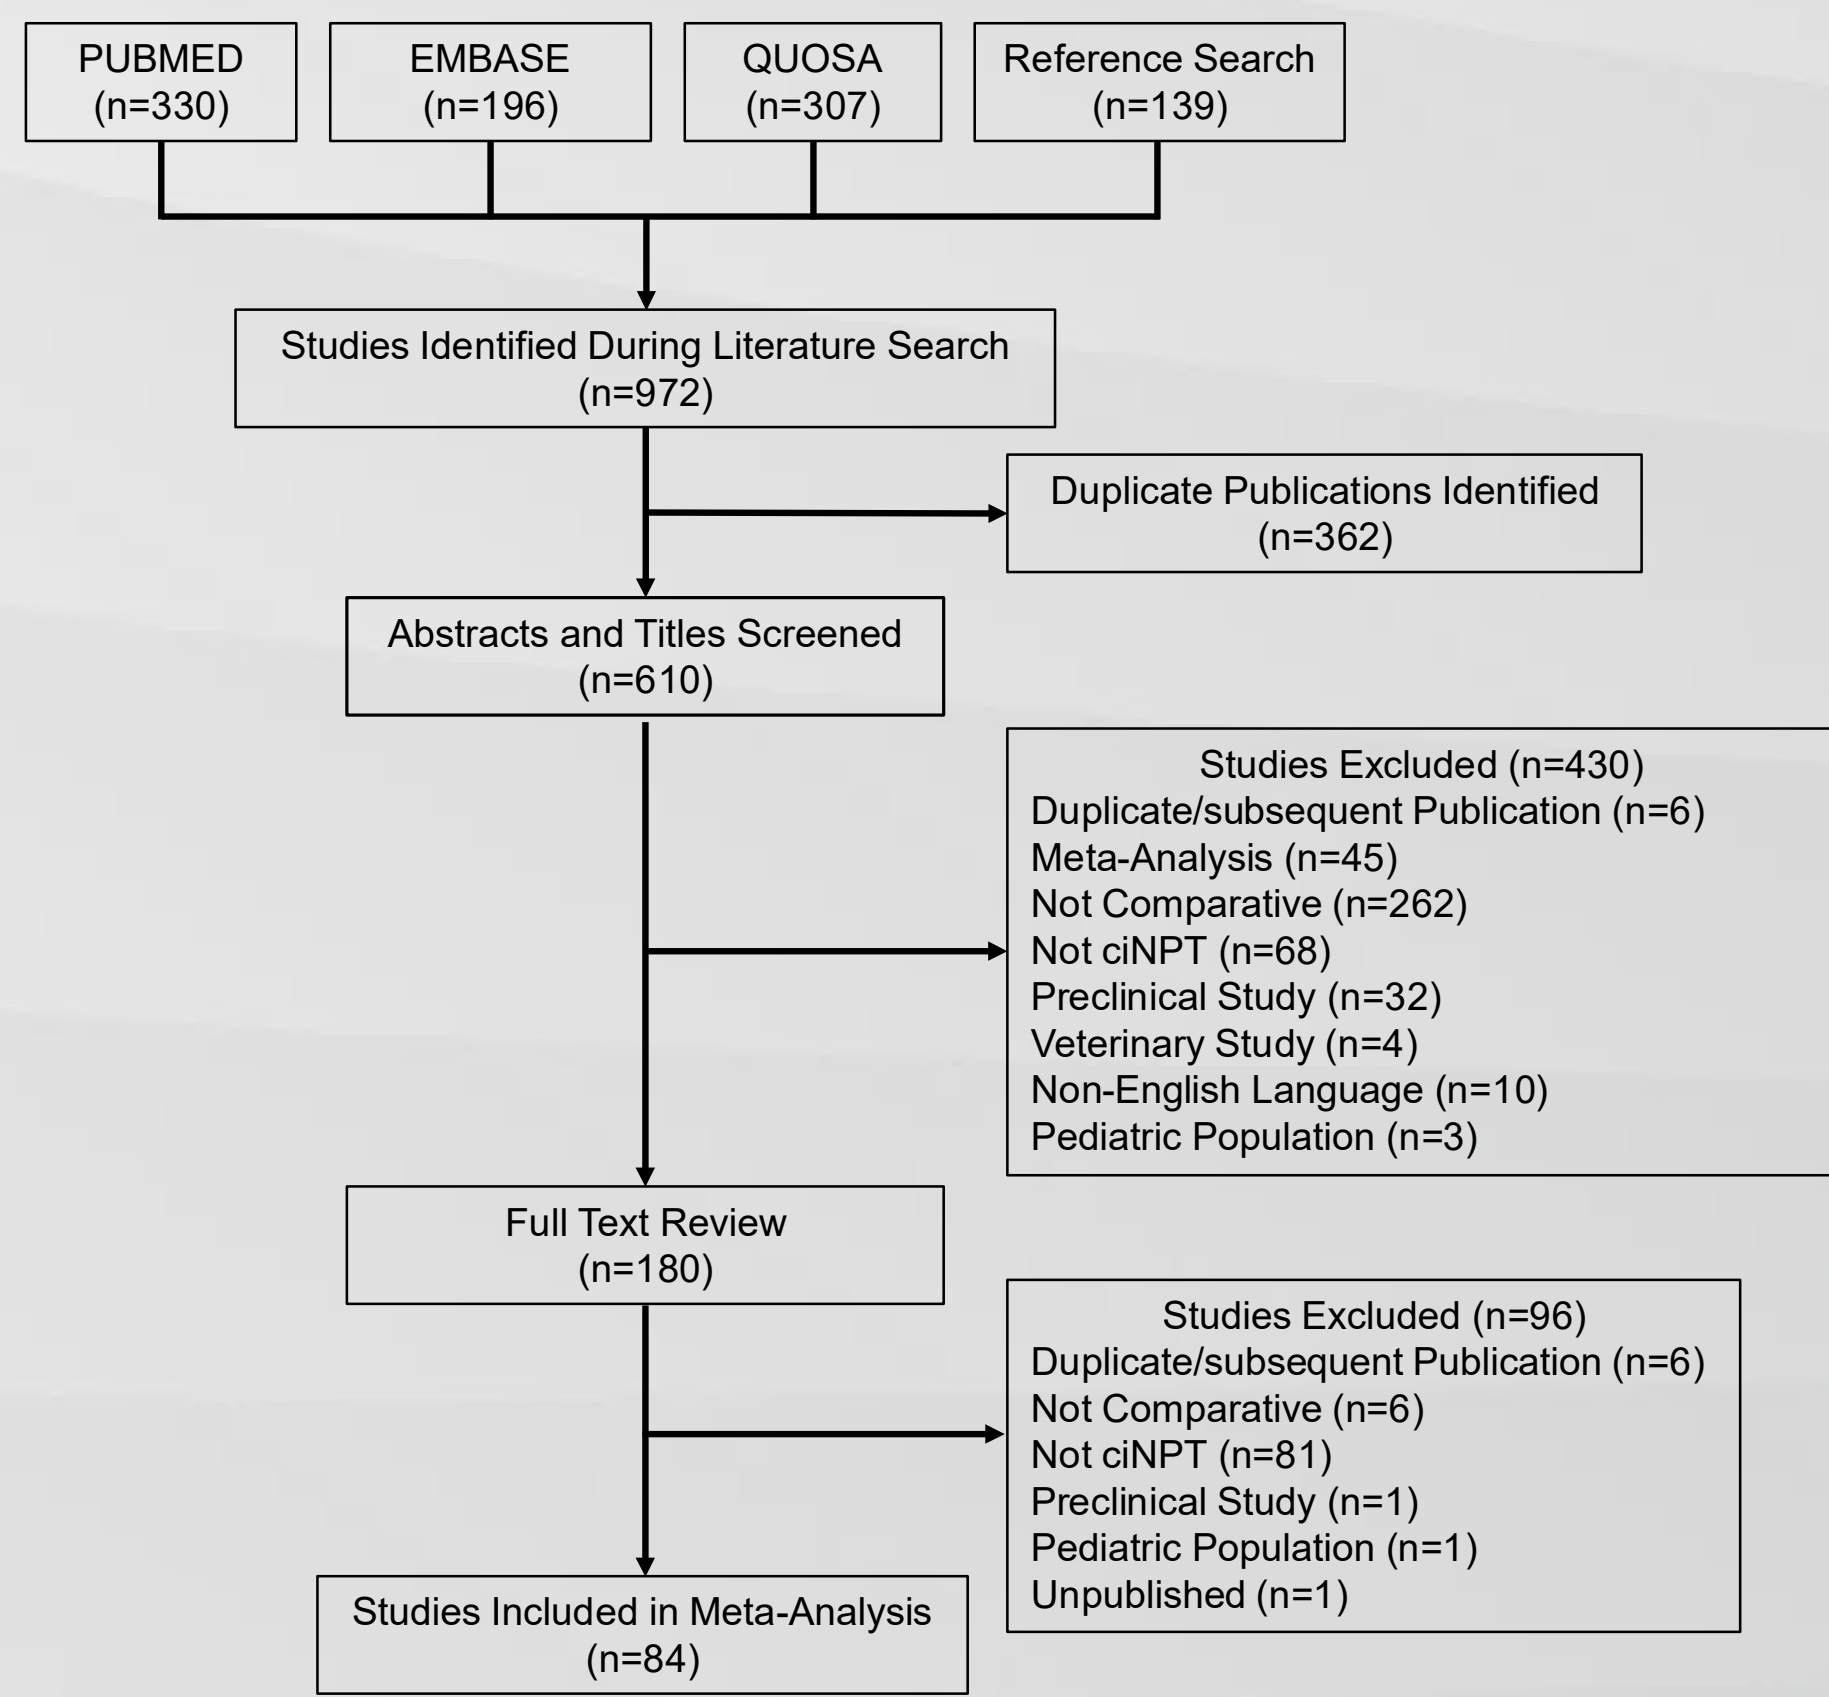 PUBMED
(n=330)
EMBASE
(n=196)
QUOSA
(n=307)
Reference Search
(n=139)
Studies Identified During Literature Search
(n=972)
Duplicate Publications Identified
(n=362)
Abstracts and Titles Screened
(n=610)
Studies Excluded (n=430)
Duplicate/subsequent Publication (n=6)
Meta-Analysis (n=45)
Not Comparative (n=262)
Not ciNPT (n=68)
Preclinical Study (n=32)
Veterinary Study (n=4)
Non-English Language (n=10)
Pediatric Population (n=3)
Full Text Review
(n=180)
Studies Excluded (n=96)
Duplicate/subsequent Publication (n=6)
Not Comparative (n=6)
Not ciNPT (n=81)
Preclinical Study (n=1)
Pediatric Population (n=1)
Unpublished (n=1)
Studies Included in Meta-Analysis
(n=84)